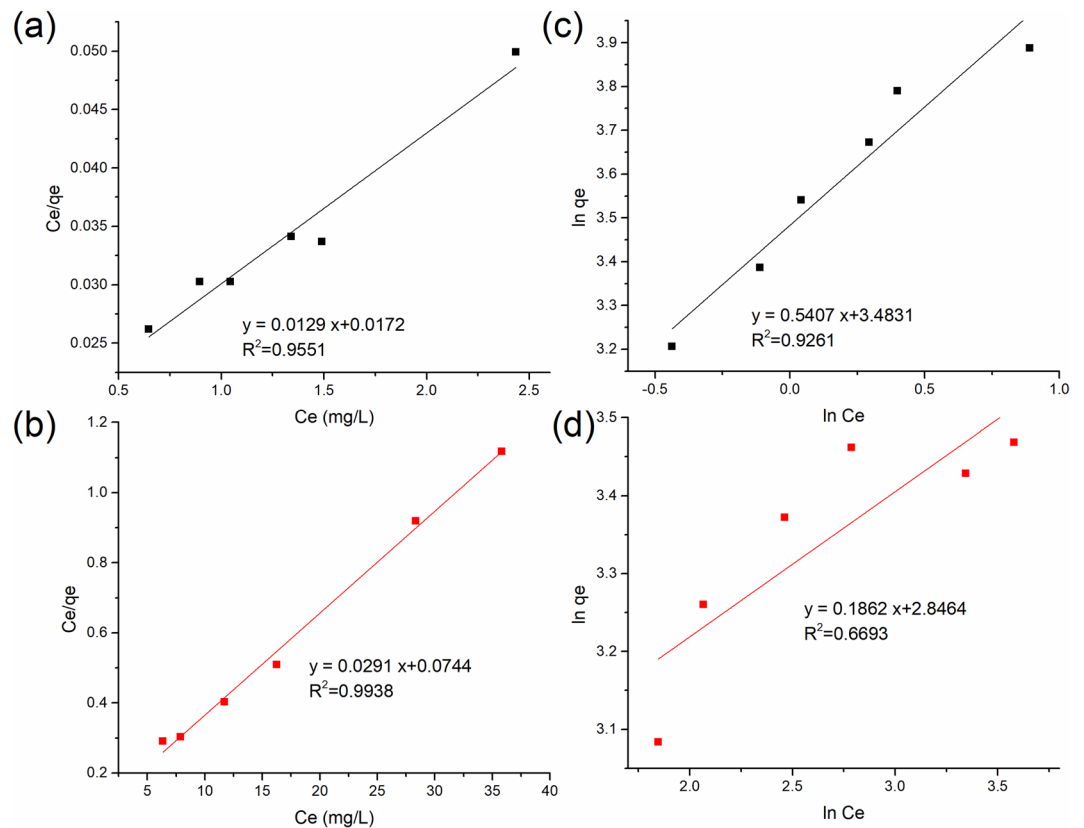 (a)
0.050
0.045
0.040
0.035
0.030
0.025
Ce/qe
y = 0.0129 x+0.0172
R²=0.9551
0.5
1.0
1.5
2.0
2.5
Ce (mg/L)
(c)
3.9
3.8
3.7
3.6
3.5
3.4
3.3
3.2
ln qe
y = 0.5407 x+3.4831
R²=0.9261
-0.5
0.0
0.5
1.0
ln Ce
(b)
1.2
1.0
0.8
0.6
0.4
0.2
Ce/qe
y = 0.0291 x+0.0744
R²=0.9938
5
10
15
20
25
30
35
40
Ce (mg/L)
(d)
3.5
3.4
3.3
3.2
3.1
ln qe
y = 0.1862 x+2.8464
R²=0.6693
2.0
2.5
3.0
3.5
ln Ce